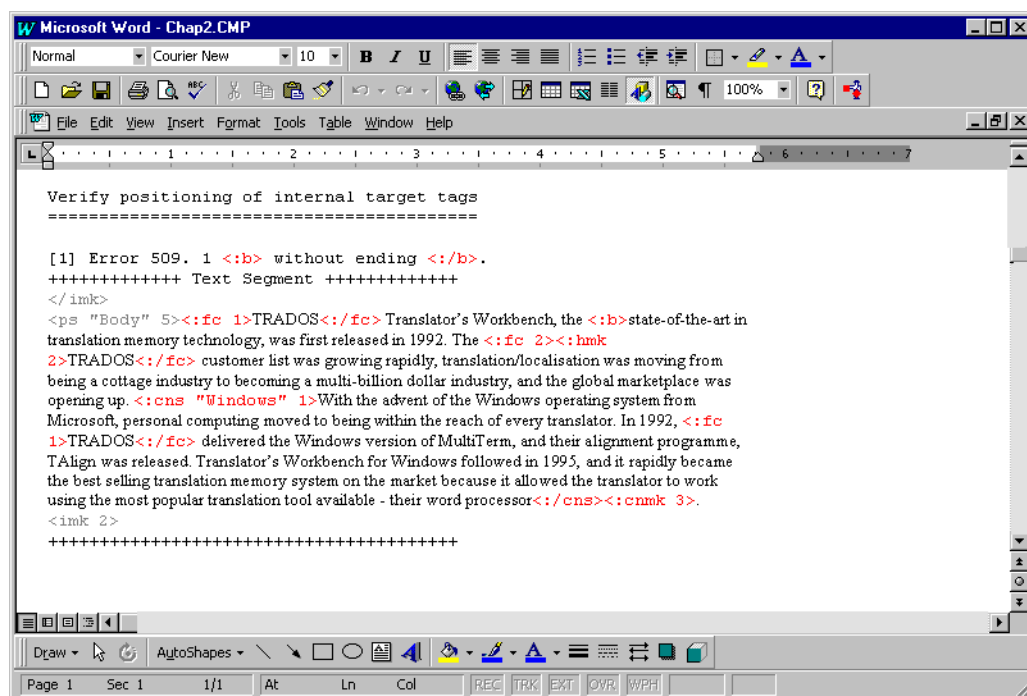 Microsoft Word - Chap2.CMP
Normal Courier New 10 B I U A
ABC 100% ?
File Edit View Insert Format Tools Table Window Help
L 1 2 3 4 5 6 7
Verify positioning of internal target tags
==========================================
[1] Error 509. 1 <:b> without ending <:/b>.
+++++++++++++ Text Segment +++++++++++++
</imk>
<ps "Body" 5><:fc 1>TRADOS<:/fc> Translator's Workbench, the <:b>state-of-the-art in
translation memory technology, was first released in 1992. The <:fc 2><:hmk
2>TRADOS<:/fc> customer list was growing rapidly, translation/localisation was moving from
being a cottage industry to becoming a multi-billion dollar industry, and the global marketplace was
opening up. <:cns "Windows" 1>With the advent of the Windows operating system from
Microsoft, personal computing moved to being within the reach of every translator. In 1992, <:fc
1>TRADOS<:/fc> delivered the Windows version of MultiTerm, and their alignment programme,
TAlign was released. Translator's Workbench for Windows followed in 1995, and it rapidly became
the best selling translation memory system on the market because it allowed the translator to work
using the most popular translation tool available - their word processor<:/cns><:cnmk 3>.
<imk 2>
++++++++++++++++++++++++++++++++++++++++
Draw AutoShapes A A
Page 1 Sec 1 1/1 At Ln Col REC TRK EXT OVR WPH